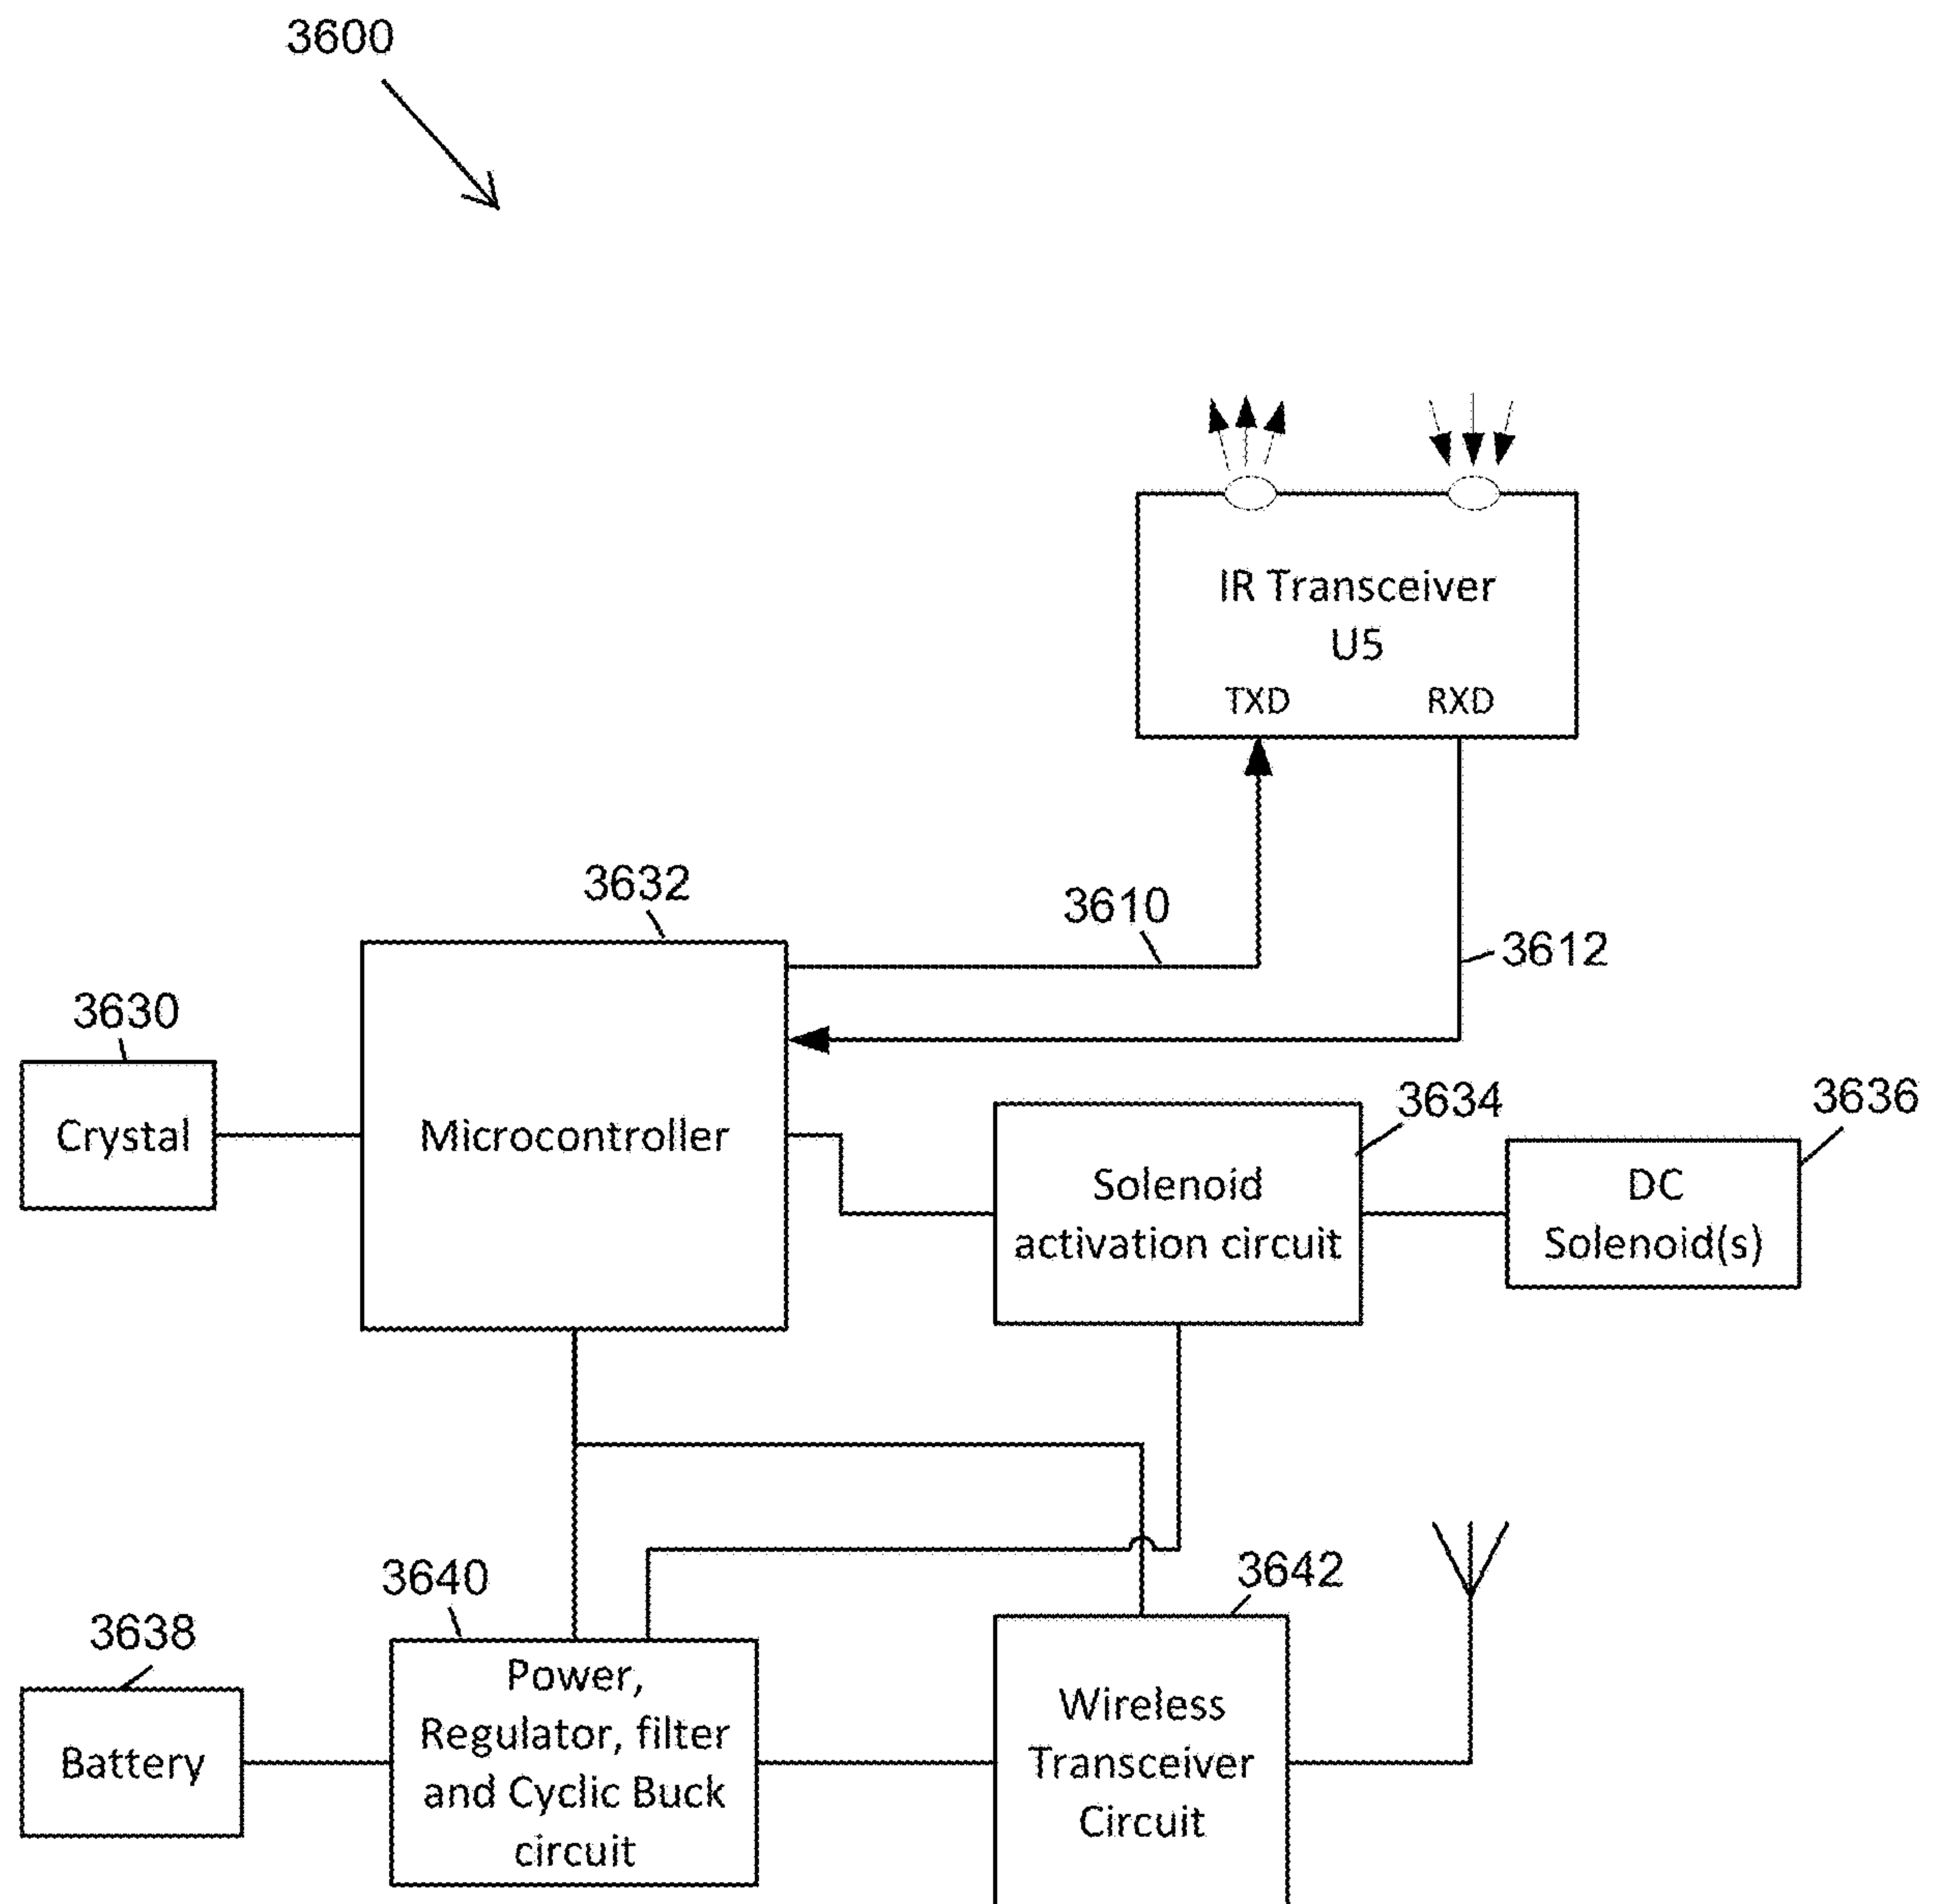 3600
IR Transceiver
U5
TXD RXD
3632
3610
3612
3630
Crystal
Microcontroller
3634
3636
Solenoid
activation circuit
DC
Solenoid(s)
3640
3642
3638
Battery
Power,
Regulator, filter
and Cyclic Buck
circuit
Wireless
Transceiver
Circuit